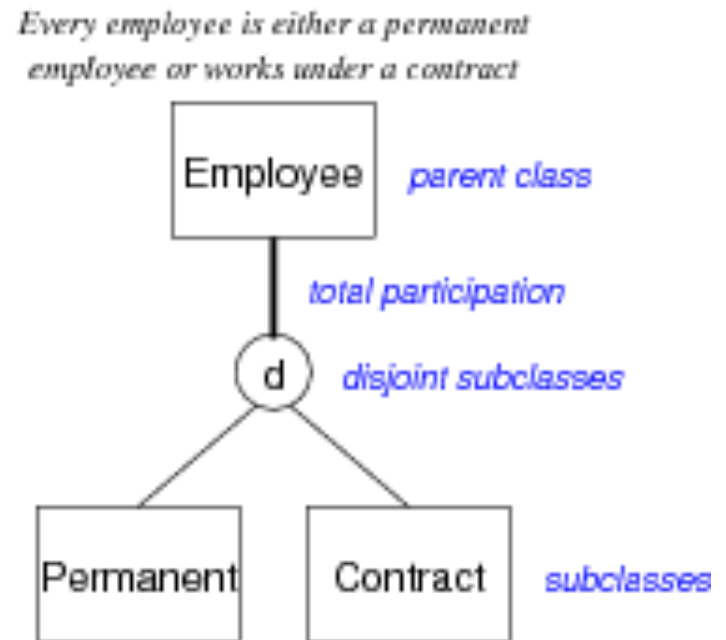 Every employee is either a permanent
employee or works under a contract
Employee
parent class
total participation
d
disjoint subclasses
Permanent
Contract
subclasses